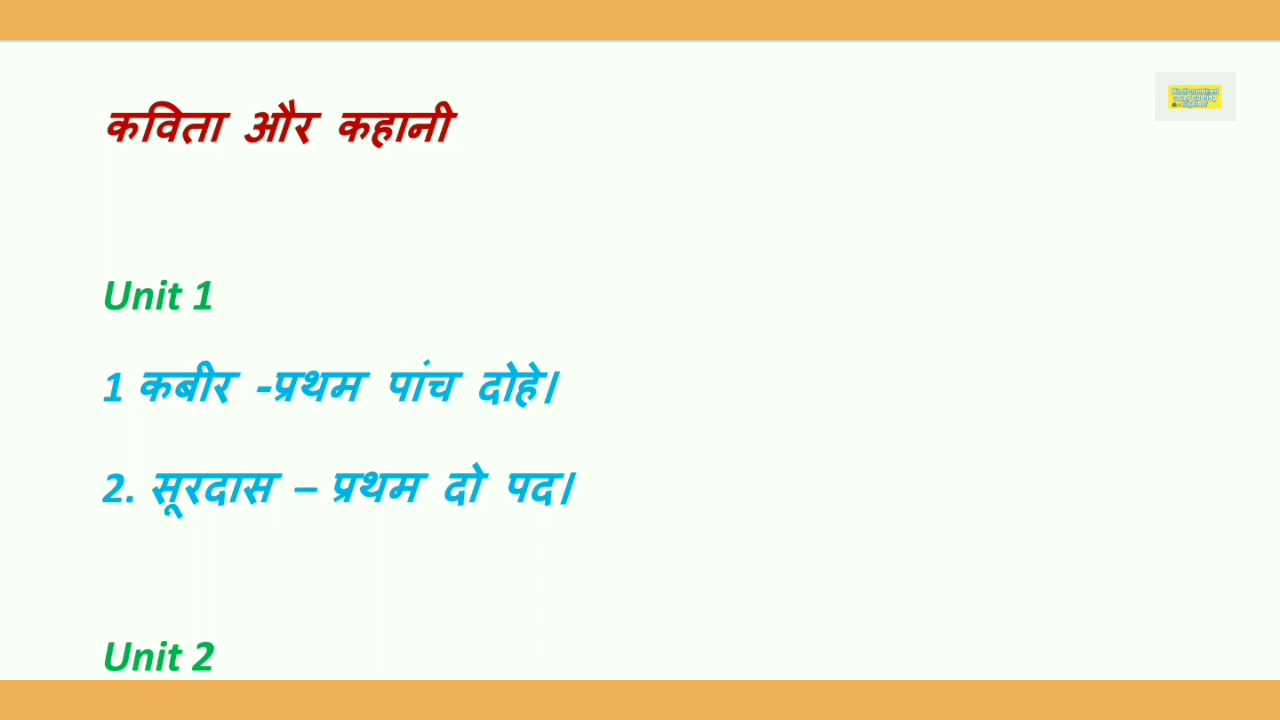 कविता और कहानी
Unit 1
1 कबीर -प्रथम पांच दोहे।
2. सूरदास – प्रथम दो पद।
Unit 2